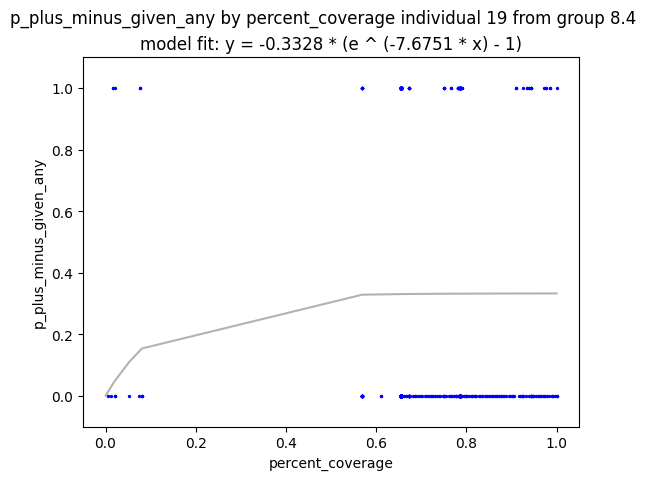 p_plus_minus_given_any by percent_coverage individual 19 from group 8.4
model fit: y = -0.3328 * (e ^ (-7.6751 * x) - 1)
1.0
0.8
0.6
0.4
0.2
0.0
p_plus_minus_given_any
0.0 0.2 0.4 0.6 0.8 1.0
percent_coverage